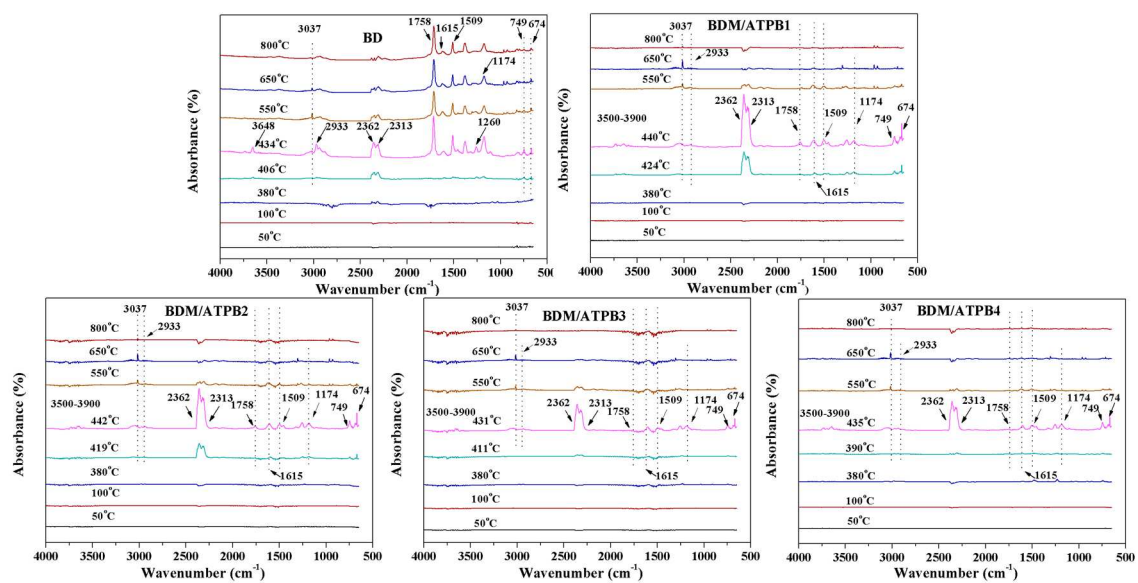 BD
3037
1758
1615
1509
749
674
1174
800°C
650°C
550°C
3648
2933
2362
2313
1260
434°C
406°C
380°C
100°C
50°C
Absorbance (%)
4000 3500 3000 2500 2000 1500 1000 500
Wavenumber (cm⁻¹)
BDM/ATPB1
3037
2933
800°C
650°C
550°C
3500-3900
2362
2313
1758
1509
1174
749
674
440°C
424°C
1615
380°C
100°C
50°C
Absorbance (%)
4000 3500 3000 2500 2000 1500 1000 500
Wavenumber (cm⁻¹)
BDM/ATPB2
3037
2933
800°C
650°C
550°C
3500-3900
2362
2313
1758
1509
1174
749
674
442°C
419°C
1615
380°C
100°C
50°C
Absorbance (%)
4000 3500 3000 2500 2000 1500 1000 500
Wavenumber (cm⁻¹)
BDM/ATPB3
3037
2933
800°C
650°C
550°C
3500-3900
2362
2313
1758
1509
1174
749
674
431°C
411°C
1615
380°C
100°C
50°C
Absorbance (%)
4000 3500 3000 2500 2000 1500 1000 500
Wavenumber (cm⁻¹)
BDM/ATPB4
3037
2933
800°C
650°C
550°C
3500-3900
2362
2313
1758
1509
1174
749
674
435°C
390°C
1615
380°C
100°C
50°C
Absorbance (%)
4000 3500 3000 2500 2000 1500 1000 500
Wavenumber (cm⁻¹)